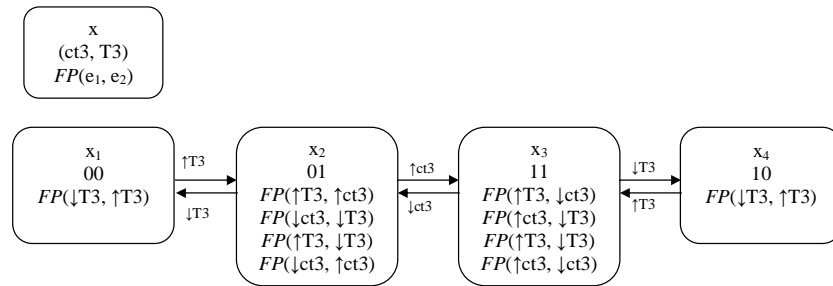 x
(ct3, T3)
FP(e₁, e₂)
x₁
00
FP(↓T3, ↑T3)
↑T3
↓T3
x₂
01
FP(↑T3, ↑ct3)
FP(↓ct3, ↓T3)
FP(↑T3, ↓T3)
FP(↓ct3, ↑ct3)
↑ct3
↓ct3
x₃
11
FP(↑T3, ↓ct3)
FP(↑ct3, ↓T3)
FP(↑T3, ↓T3)
FP(↑ct3, ↓ct3)
↓T3
↑T3
x₄
10
FP(↓T3, ↑T3)